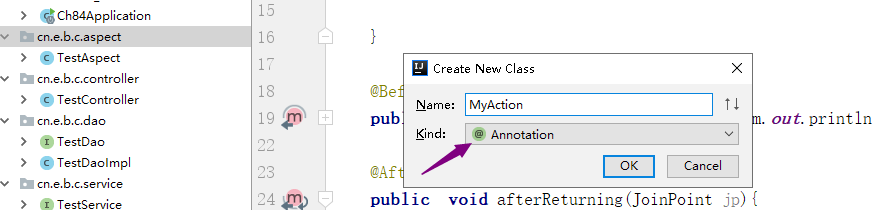 Ch84Application
cn.e.b.c.aspect
TestAspect
cn.e.b.c.controller
TestController
cn.e.b.c.dao
TestDao
TestDaoImpl
cn.e.b.c.service
TestService
15
16 }
17
18 @Bef
19 pub m.out.println
22
23 @Aft
24 public void afterReturning(JoinPoint jp){
Create New Class
Name: MyAction
Kind: @ Annotation
OK Cancel